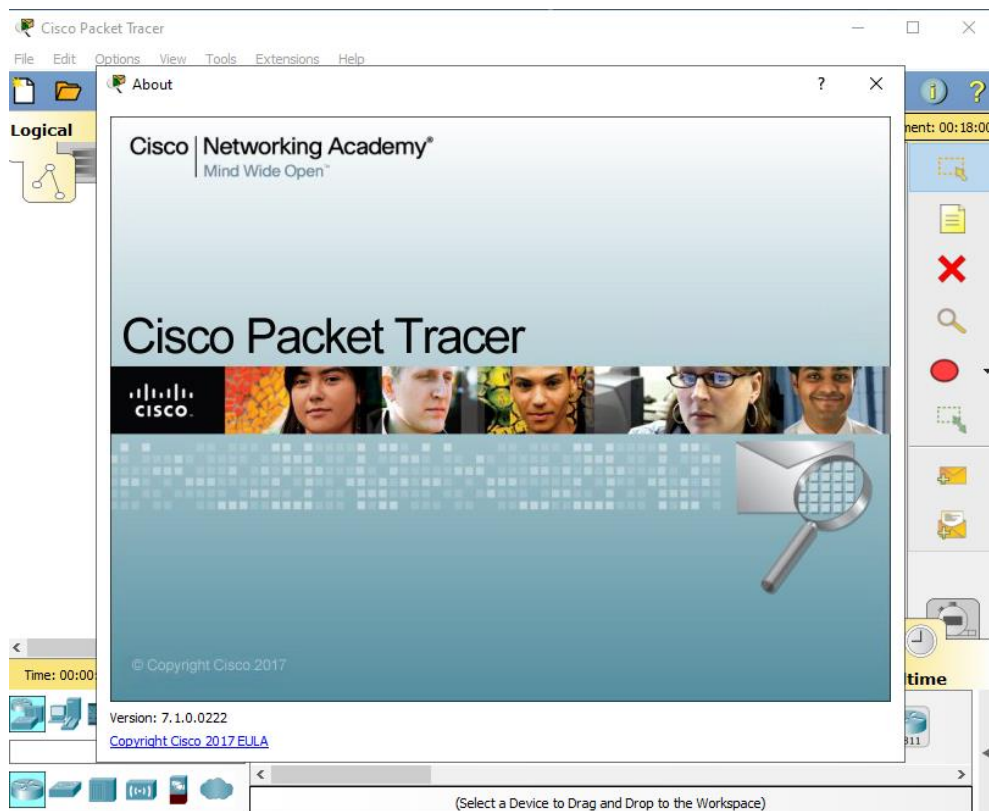 Cisco Packet Tracer
File Edit Options View Tools Extensions Help
About
?
?
Logical
ment: 00:18:00
Cisco Networking Academy®
Mind Wide Open™
Cisco Packet Tracer
CISCO
© Copyright Cisco 2017
Time: 00:00:
ltime
Version: 7.1.0.0222
Copyright Cisco 2017 EULA
811
(Select a Device to Drag and Drop to the Workspace)